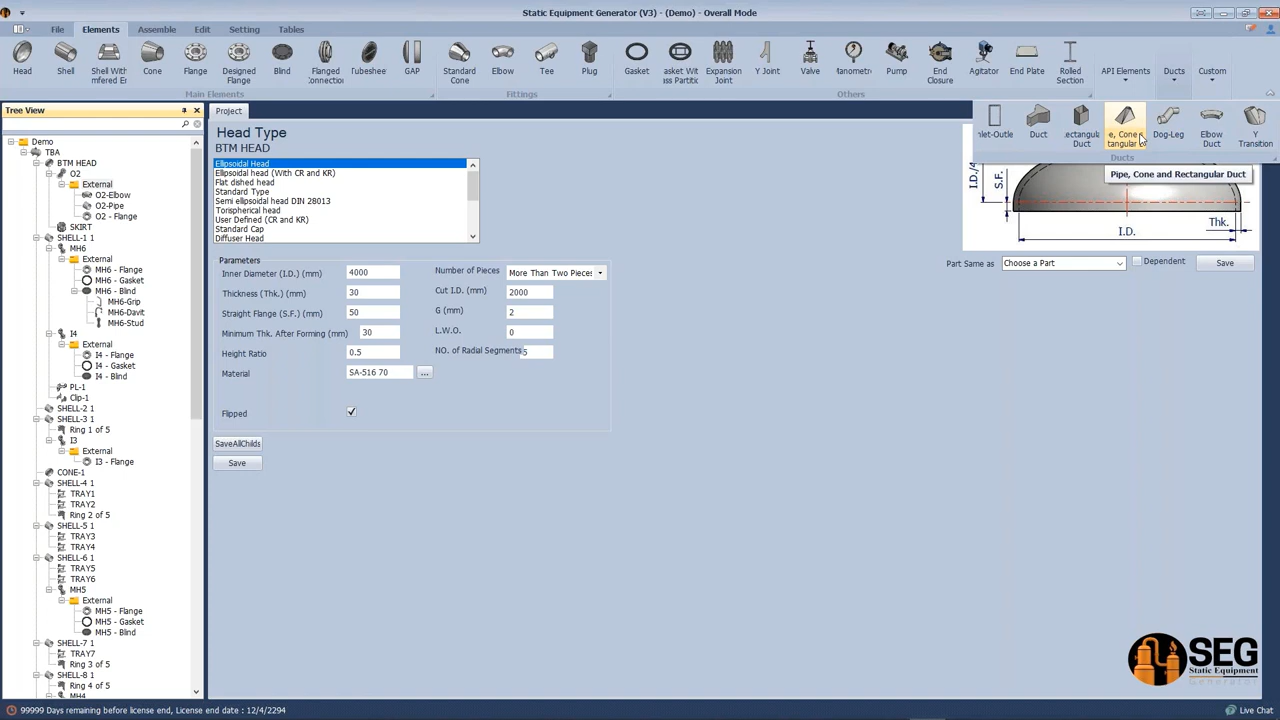 Static Equipment Generator (V3) - (Demo) - Overall Mode
File Elements Assemble Edit Setting Tables
Head Shell Shell With Cone Flange Designed Flange Blind Flanged GAP
Standard Cone Elbow Tee Plug
Gasket Expansion Joint Y Joint Valve Pump End Closure Agitator End Plate Rolled Section
API Elements Ducts Custom
Main Elements Fittings Others
Duct Duct e, Cone tangular Dog-Leg Elbow Duct Y Transition
Ducts
Pipe, Cone and Rectangular Duct
Tree View
Demo
TBA
BTM HEAD
O2
External
O2-Elbow
O2-Pipe
O2 - Flange
SKIRT
SHELL-1 1
MH6
External
MH6 - Flange
MH6 - Gasket
MH6 - Blind
MH6-Grip
MH6-Davit
MH6-Stud
I4
External
I4 - Flange
I4 - Gasket
I4 - Blind
PL-1
Clip-1
SHELL-2 1
SHELL-3 1
Ring 1 of 5
I3
External
I3 - Flange
CONE-1
SHELL-4 1
TRAY1
TRAY2
Ring 2 of 5
SHELL-5 1
TRAY3
TRAY4
SHELL-6 1
TRAY5
TRAY6
MH5
External
MH5 - Flange
MH5 - Gasket
MH5 - Blind
SHELL-7 1
TRAY7
Ring 3 of 5
SHELL-8 1
Ring 4 of 5
MH4
Project
Head Type
BTM HEAD
Ellipsoidal Head
Ellipsoidal head (With CR and KR)
Flat dished head
Standard Type
Semi ellipsoidal head DIN 28013
Torispherical head
User Defined (CR and KR)
Standard Cap
Diffuser Head
Parameters
Inner Diameter (I.D.) (mm) 4000
Thickness (Thk.) (mm) 30
Straight Flange (S.F.) (mm) 50
Minimum Thk. After Forming (mm) 30
Height Ratio 0.5
Material SA-516 70 ...
Flipped
Number of Pieces More Than Two Pieces
Cut I.D. (mm) 2000
G (mm) 2
L.W.O. 0
NO. of Radial Segments 5
SaveAllChilds
Save
S.F.
I.D./
Thk.
I.D.
Part Same as Choose a Part Dependent Save
SEG
Static Equipment
Generator
99999 Days remaining before license end, License end date : 12/4/2294
Live Chat